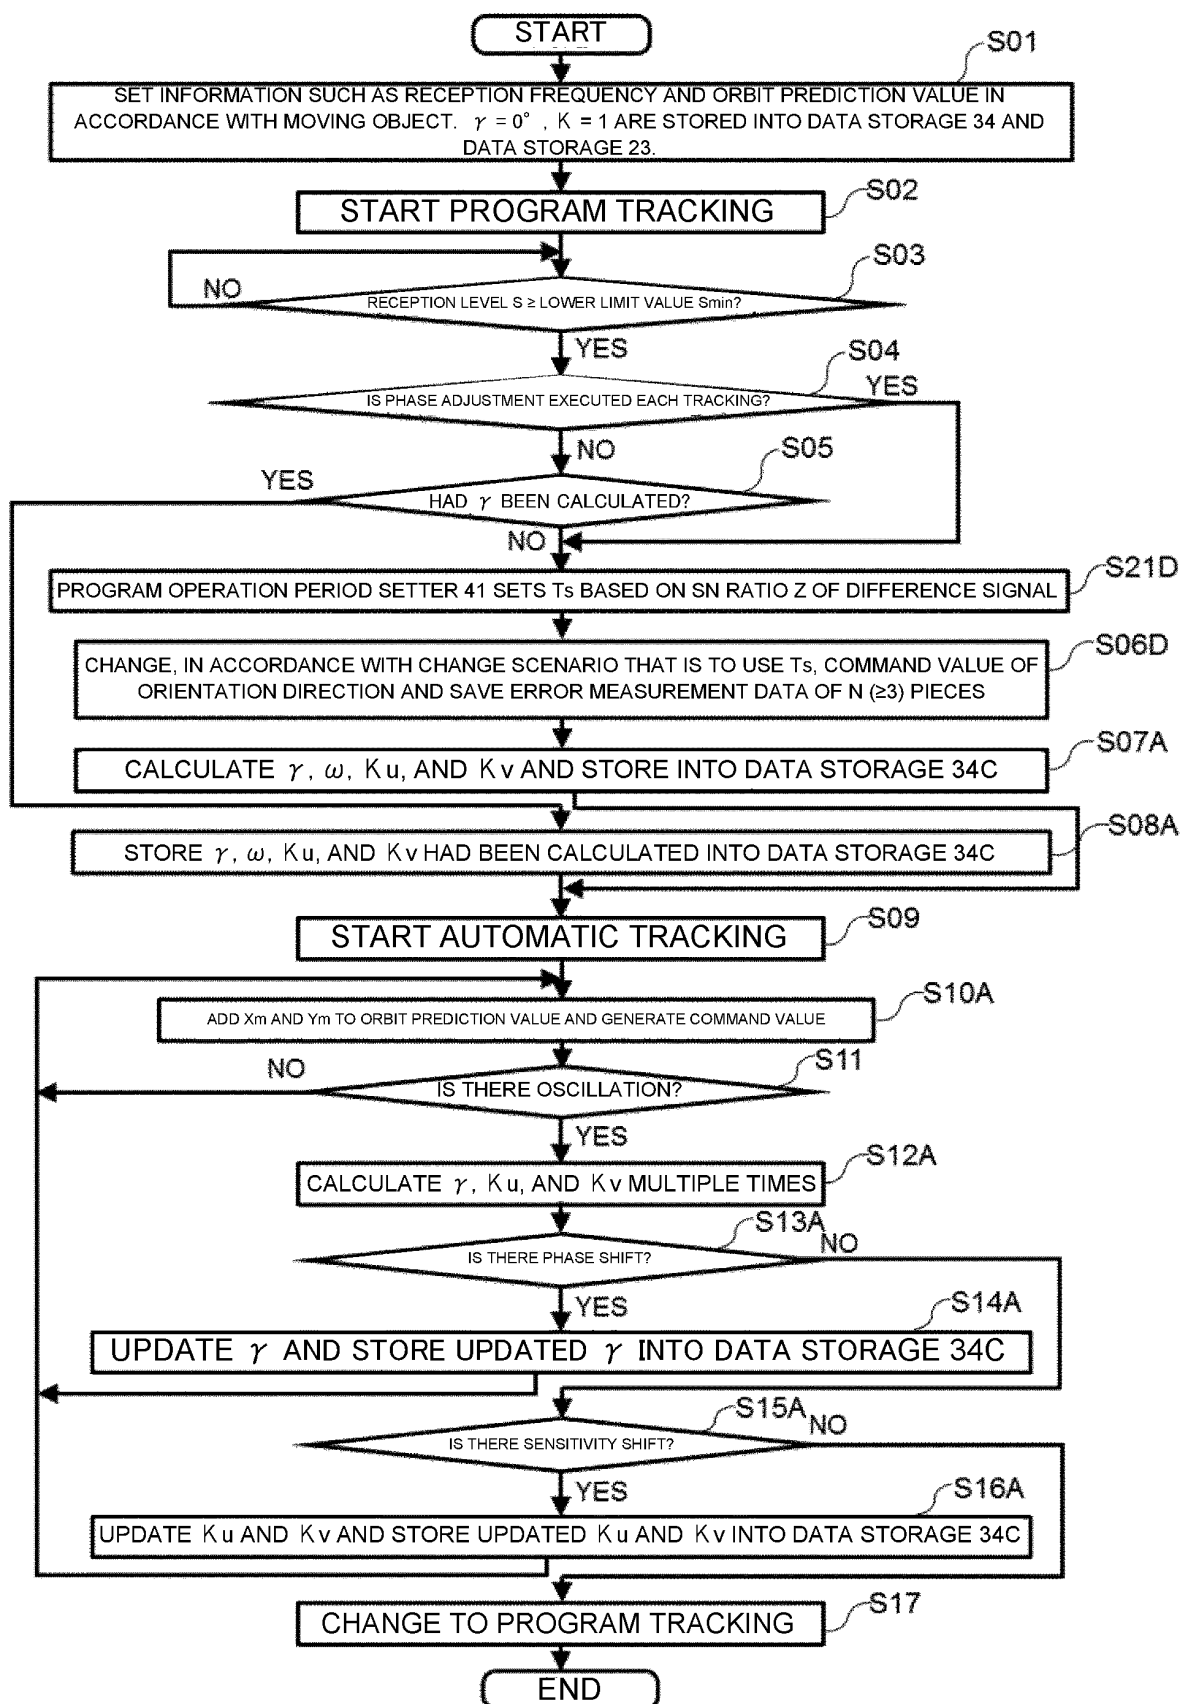 START
S01
SET INFORMATION SUCH AS RECEPTION FREQUENCY AND ORBIT PREDICTION VALUE IN
ACCORDANCE WITH MOVING OBJECT. γ = 0°, K = 1 ARE STORED INTO DATA STORAGE 34 AND
DATA STORAGE 23.
S02
START PROGRAM TRACKING
S03
NO
RECEPTION LEVEL S ≥ LOWER LIMIT VALUE Smin?
YES
S04
YES
IS PHASE ADJUSTMENT EXECUTED EACH TRACKING?
NO
S05
YES
HAD γ BEEN CALCULATED?
NO
S21D
PROGRAM OPERATION PERIOD SETTER 41 SETS Ts BASED ON SN RATIO Z OF DIFFERENCE SIGNAL
S06D
CHANGE, IN ACCORDANCE WITH CHANGE SCENARIO THAT IS TO USE Ts, COMMAND VALUE OF
ORIENTATION DIRECTION AND SAVE ERROR MEASUREMENT DATA OF N (≥3) PIECES
S07A
CALCULATE γ, ω, Ku, AND Kv AND STORE INTO DATA STORAGE 34C
S08A
STORE γ, ω, Ku, AND Kv HAD BEEN CALCULATED INTO DATA STORAGE 34C
S09
START AUTOMATIC TRACKING
S10A
ADD Xm AND Ym TO ORBIT PREDICTION VALUE AND GENERATE COMMAND VALUE
S11
NO
IS THERE OSCILLATION?
YES
S12A
CALCULATE γ, Ku, AND Kv MULTIPLE TIMES
S13A
NO
IS THERE PHASE SHIFT?
YES
S14A
UPDATE γ AND STORE UPDATED γ INTO DATA STORAGE 34C
S15A
NO
IS THERE SENSITIVITY SHIFT?
YES
S16A
UPDATE Ku AND Kv AND STORE UPDATED Ku AND Kv INTO DATA STORAGE 34C
S17
CHANGE TO PROGRAM TRACKING
END